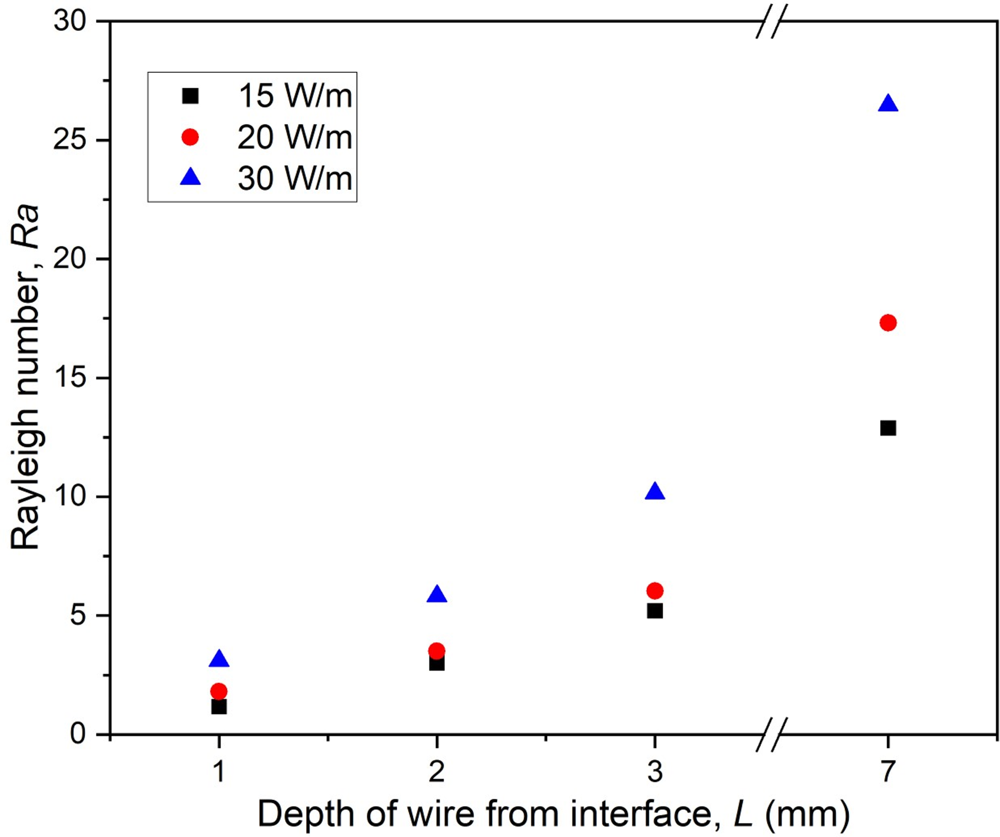 30
25
20
15
10
5
0
Rayleigh number, Ra
15 W/m
20 W/m
30 W/m
1 2 3 7
Depth of wire from interface, L (mm)